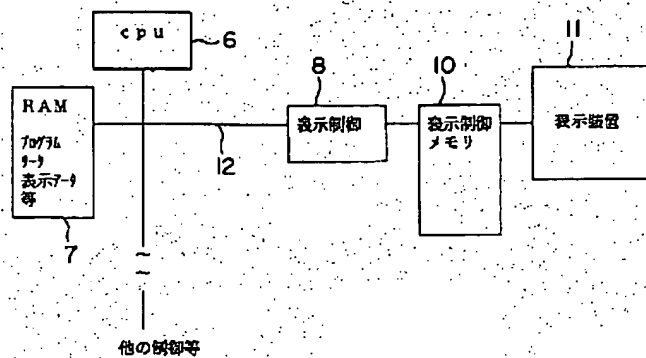 cpu
6
RAM
プログラム
データ
表示データ
等
7
12
8
表示制御
10
表示制御
メモリ
11
表示装置
他の制御等